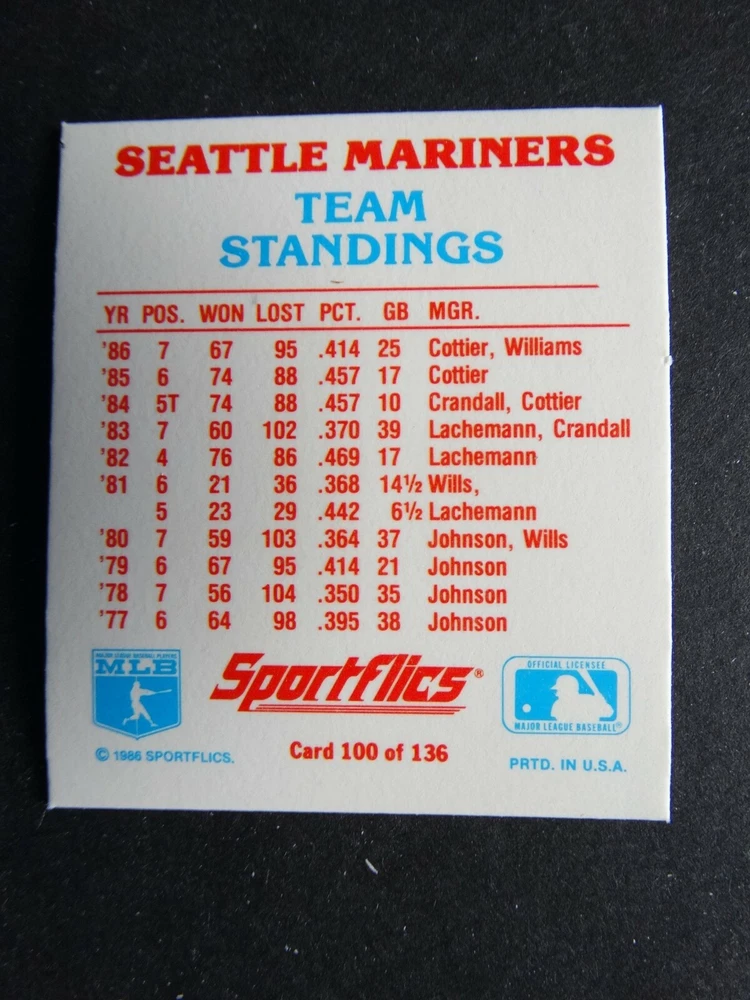 SEATTLE MARINERS
TEAM
STANDINGS
YR POS. WON LOST PCT. GB MGR.
'86 7 67 95 .414 25 Cottier, Williams
'85 6 74 88 .457 17 Cottier
'84 5T 74 88 .457 10 Crandall, Cottier
'83 7 60 102 .370 39 Lachemann, Crandall
'82 4 76 86 .469 17 Lachemann
'81 6 21 36 .368 14½ Wills,
5 23 29 .442 6½ Lachemann
'80 7 59 103 .364 37 Johnson, Wills
'79 6 67 95 .414 21 Johnson
'78 7 56 104 .350 35 Johnson
'77 6 64 98 .395 38 Johnson
MAJOR LEAGUE BASEBALL PLAYERS
MLB
Sportflics®
OFFICIAL LICENSEE
MAJOR LEAGUE BASEBALL®
© 1986 SPORTFLICS.
Card 100 of 136
PRTD. IN U.S.A.